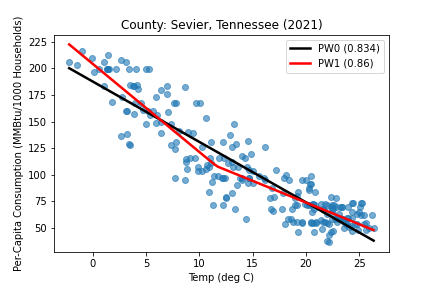 County: Sevier, Tennessee (2021)
PW0 (0.834)
PW1 (0.86)
Per-Capita Consumption (MMBtu/1000 Households)
225
200
175
150
125
100
75
50
0 5 10 15 20 25
Temp (deg C)